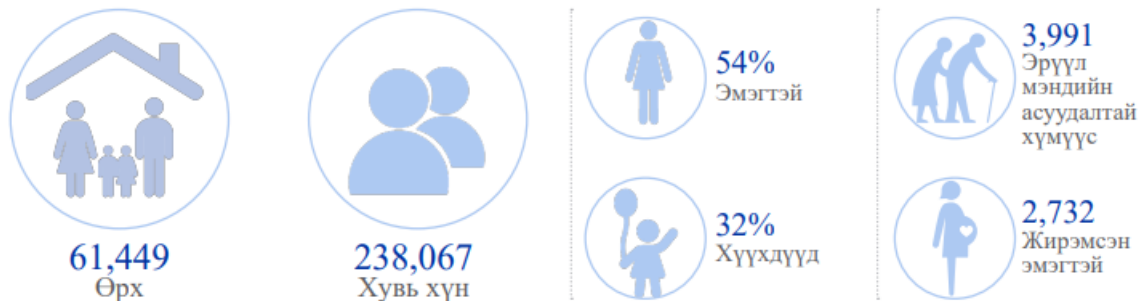 61,449
Өрх
238,067
Хувь хүн
54%
Эмэгтэй
32%
Хүүхдүүд
3,991
Эрүүл
мэндийн
асуудалтай
хүмүүс
2,732
Жирэмсэн
эмэгтэй